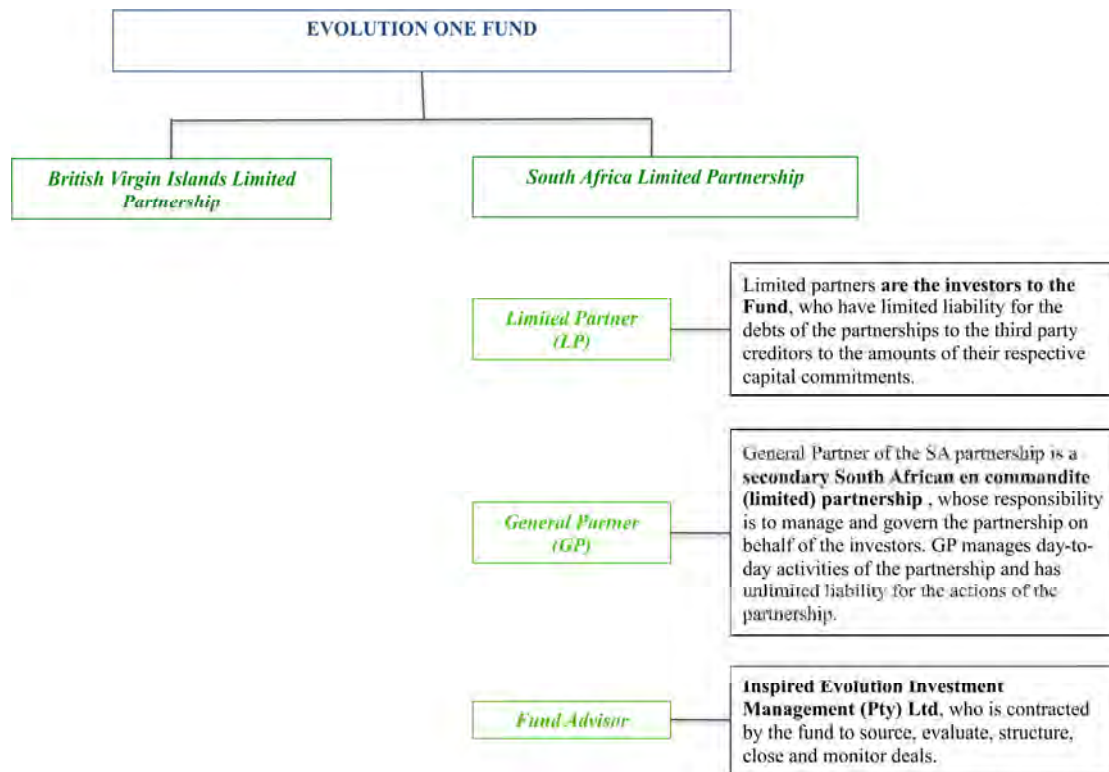 EVOLUTION ONE FUND
British Virgin Islands Limited
Partnership
South Africa Limited Partnership
Limited Partner
(LP)
Limited partners are the investors to the
Fund, who have limited liability for the
debts of the partnerships to the third party
creditors to the amounts of their respective
capital commitments.
General Partner
(GP)
General Partner of the SA partnership is a
secondary South African en commandite
(limited) partnership , whose responsibility
is to manage and govern the partnership on
behalf of the investors. GP manages day-to-
day activities of the partnership and has
unlimited liability for the actions of the
partnership.
Fund Advisor
Inspired Evolution Investment
Management (Pty) Ltd, who is contracted
by the fund to source, evaluate, structure,
close and monitor deals.